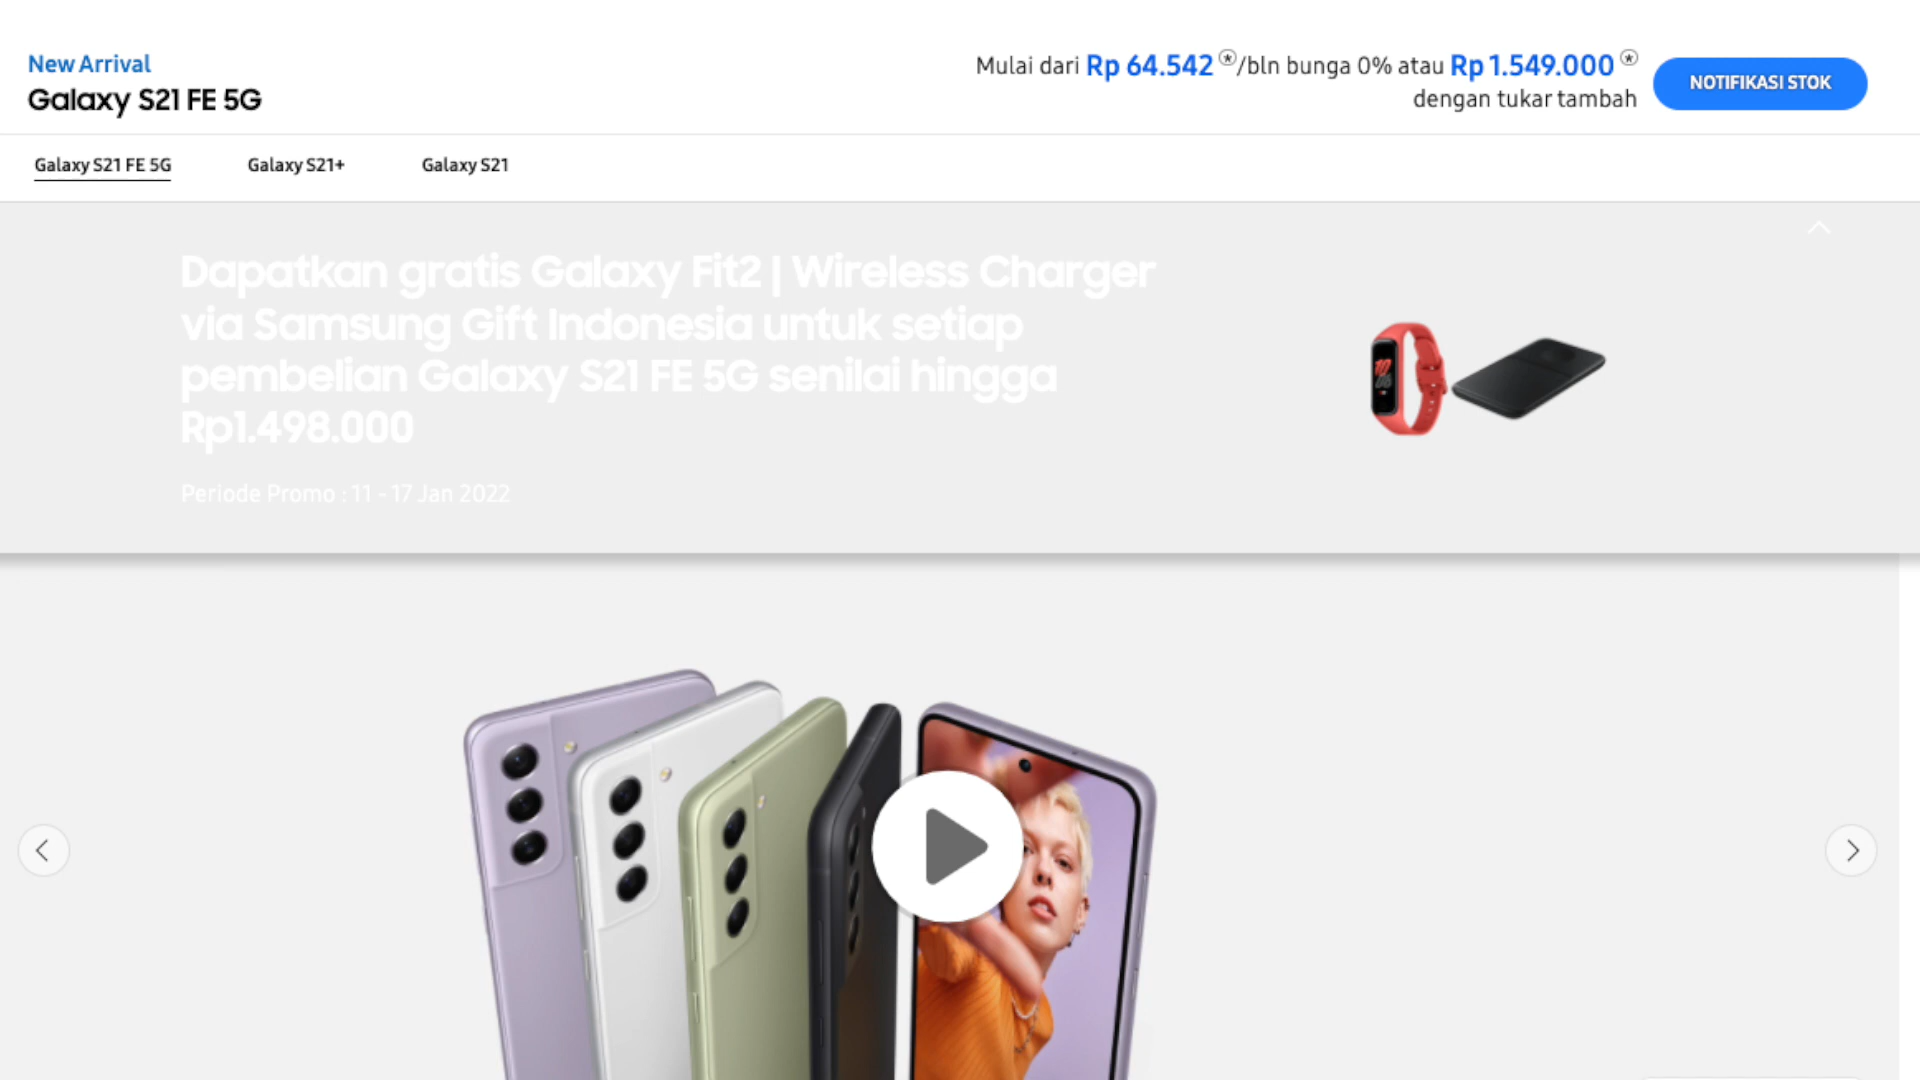 New Arrival
Galaxy S21 FE 5G
Mulai dari Rp 64.542 ⊛/bln bunga 0% atau Rp 1.549.000 ⊛
dengan tukar tambah
NOTIFIKASI STOK
Galaxy S21 FE 5G
Galaxy S21+
Galaxy S21
Dapatkan gratis Galaxy Fit2 | Wireless Charger
via Samsung Gift Indonesia untuk setiap
pembelian Galaxy S21 FE 5G senilai hingga
Rp1.498.000
Periode Promo : 11 - 17 Jan 2022